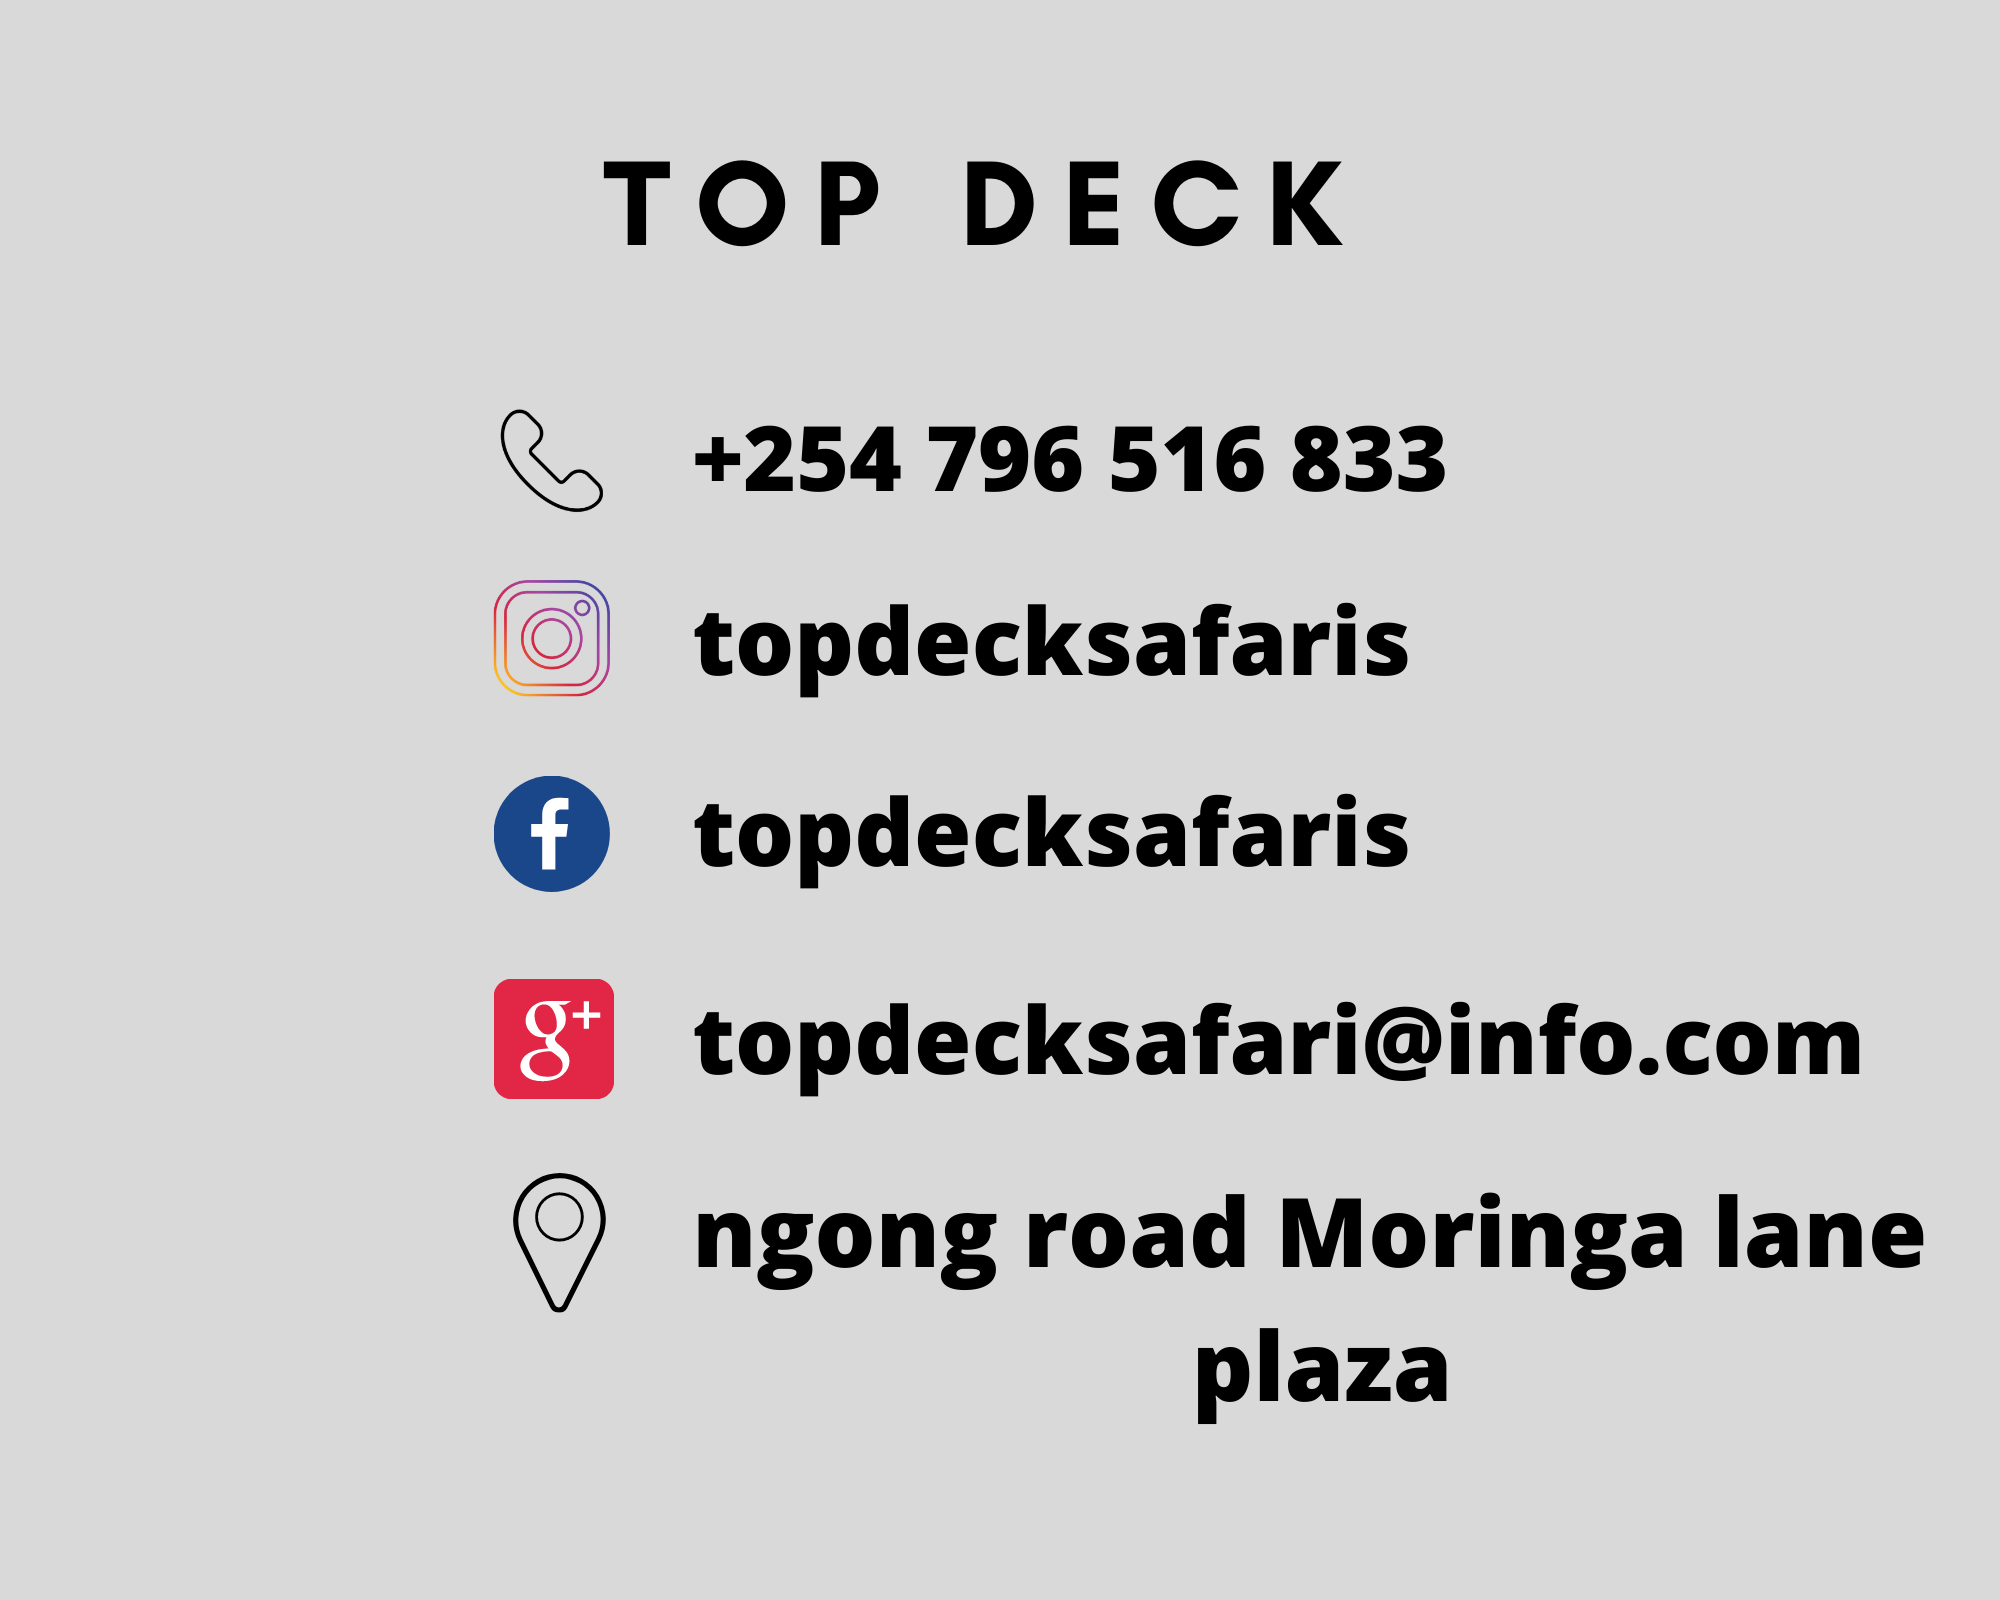 TOP DECK
+254 796 516 833
topdecksafaris
topdecksafaris
g+ topdecksafari@info.com
ngong road Moringa lane
plaza